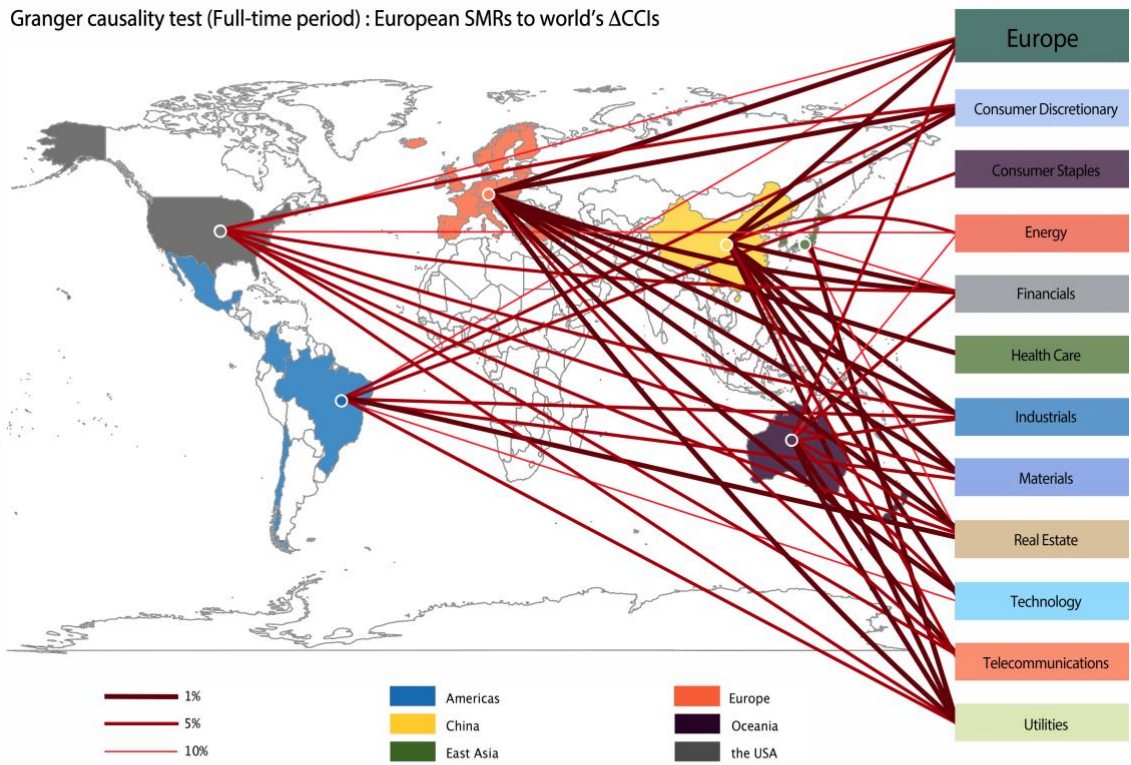 Granger causality test (Full-time period) : European SMRs to world's ΔCCIs
Europe
Consumer Discretionary
Consumer Staples
Energy
Financials
Health Care
Industrials
Materials
Real Estate
Technology
Telecommunications
Utilities
1%
5%
10%
Americas
China
East Asia
Europe
Oceania
the USA